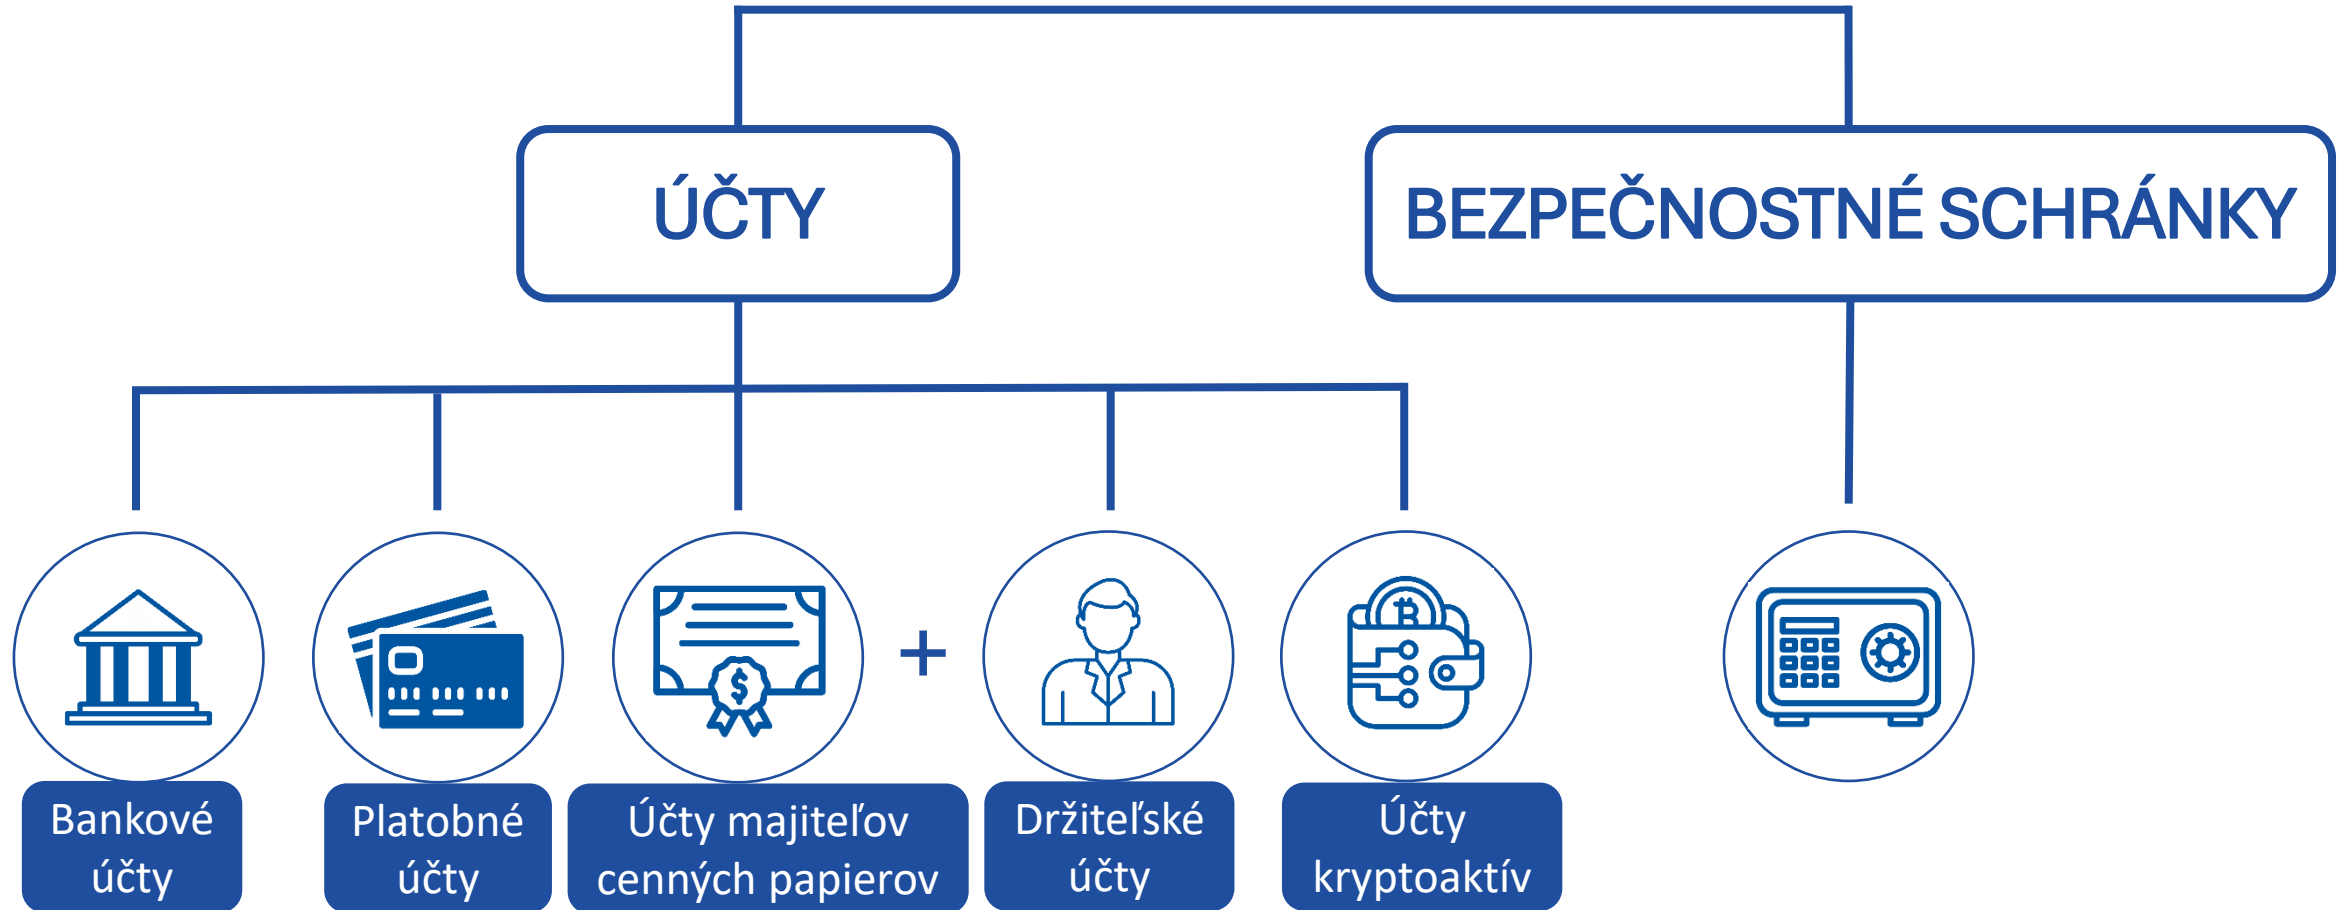 ÚČTY
BEZPEČNOSTNÉ SCHRÁNKY
Bankové
účty
Platobné
účty
Účty majiteľov
cenných papierov
+
Držiteľské
účty
Účty
kryptoaktív